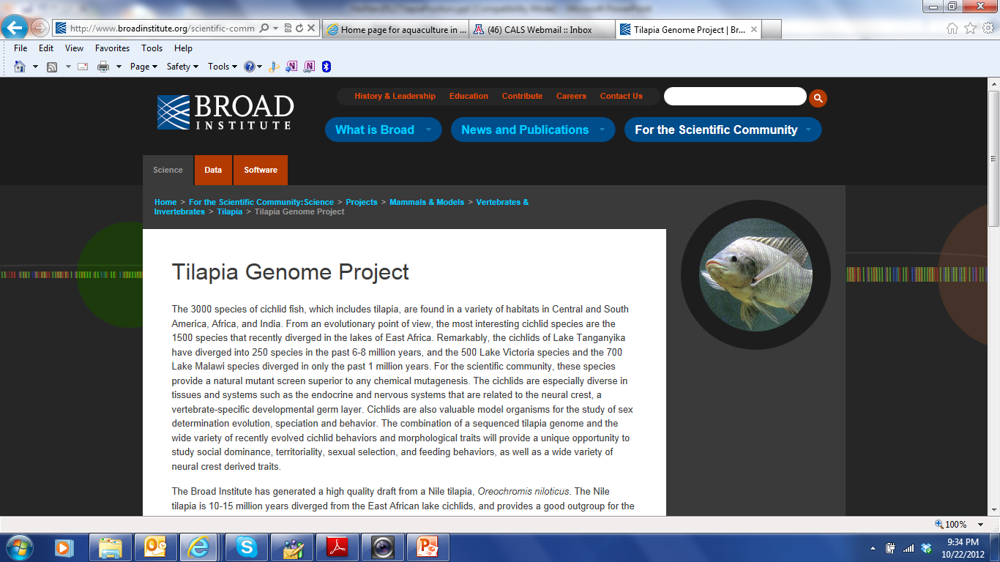 http://www.broadinstitute.org/scientific-comm
Home page for aquaculture in ...
(46) CALS Webmail :: Inbox
Tilapia Genome Project | Br...
File Edit View Favorites Tools Help
Page Safety Tools
BROAD
INSTITUTE
History & Leadership Education Contribute Careers Contact Us
What is Broad News and Publications For the Scientific Community
Science Data Software
Home > For the Scientific Community:Science > Projects > Mammals & Models > Vertebrates &
Invertebrates > Tilapia > Tilapia Genome Project
Tilapia Genome Project
The 3000 species of cichlid fish, which includes tilapia, are found in a variety of habitats in Central and South
America, Africa, and India. From an evolutionary point of view, the most interesting cichlid species are the
1500 species that recently diverged in the lakes of East Africa. Remarkably, the cichlids of Lake Tanganyika
have diverged into 250 species in the past 6-8 million years, and the 500 Lake Victoria species and the 700
Lake Malawi species diverged in only the past 1 million years. For the scientific community, these species
provide a natural mutant screen superior to any chemical mutagenesis. The cichlids are especially diverse in
tissues and systems such as the endocrine and nervous systems that are related to the neural crest, a
vertebrate-specific developmental germ layer. Cichlids are also valuable model organisms for the study of sex
determination evolution, speciation and behavior. The combination of a sequenced tilapia genome and the
wide variety of recently evolved cichlid behaviors and morphological traits will provide a unique opportunity to
study social dominance, territoriality, sexual selection, and feeding behaviors, as well as a wide variety of
neural crest derived traits.
The Broad Institute has generated a high quality draft from a Nile tilapia, Oreochromis niloticus. The Nile
tilapia is 10-15 million years diverged from the East African lake cichlids, and provides a good outgroup for the
100%
9:34 PM
10/22/2012